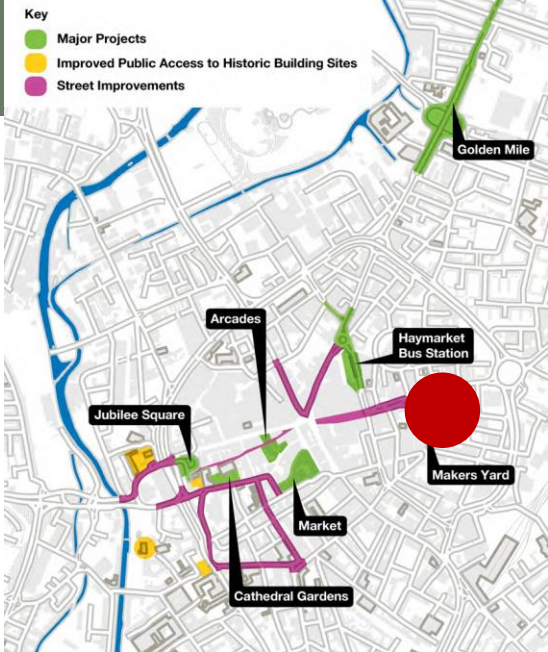 Key
Major Projects
Improved Public Access to Historic Building Sites
Street Improvements
Golden Mile
Arcades
Haymarket
Bus Station
Jubilee Square
Makers Yard
Market
Cathedral Gardens